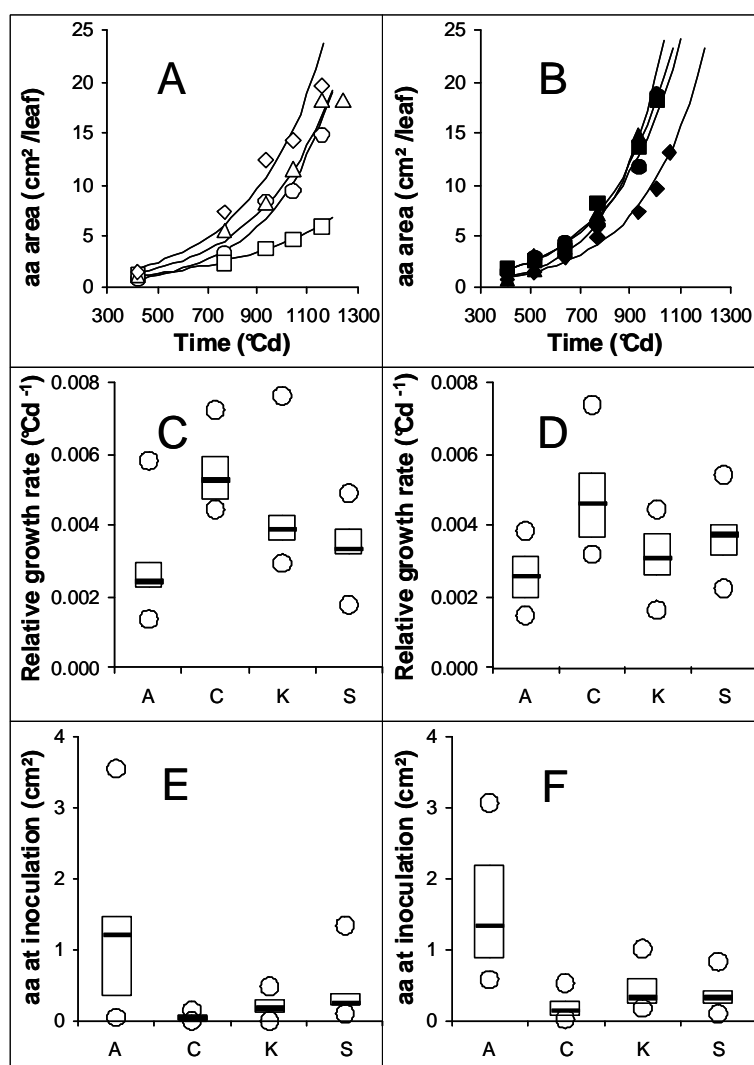 A
aa area (cm² /leaf)
25
20
15
10
5
0
300 500 700 900 1100 1300
Time (°Cd)
B
aa area (cm² /leaf)
25
20
15
10
5
0
300 500 700 900 1100 1300
Time (°Cd)
C
Relative growth rate (°Cd -1)
0.008
0.006
0.004
0.002
0.000
A C K S
D
Relative growth rate (°Cd -1)
0.008
0.006
0.004
0.002
0.000
A C K S
E
aa at inoculation (cm²)
4
3
2
1
0
A C K S
F
aa at inoculation (cm²)
4
3
2
1
0
A C K S